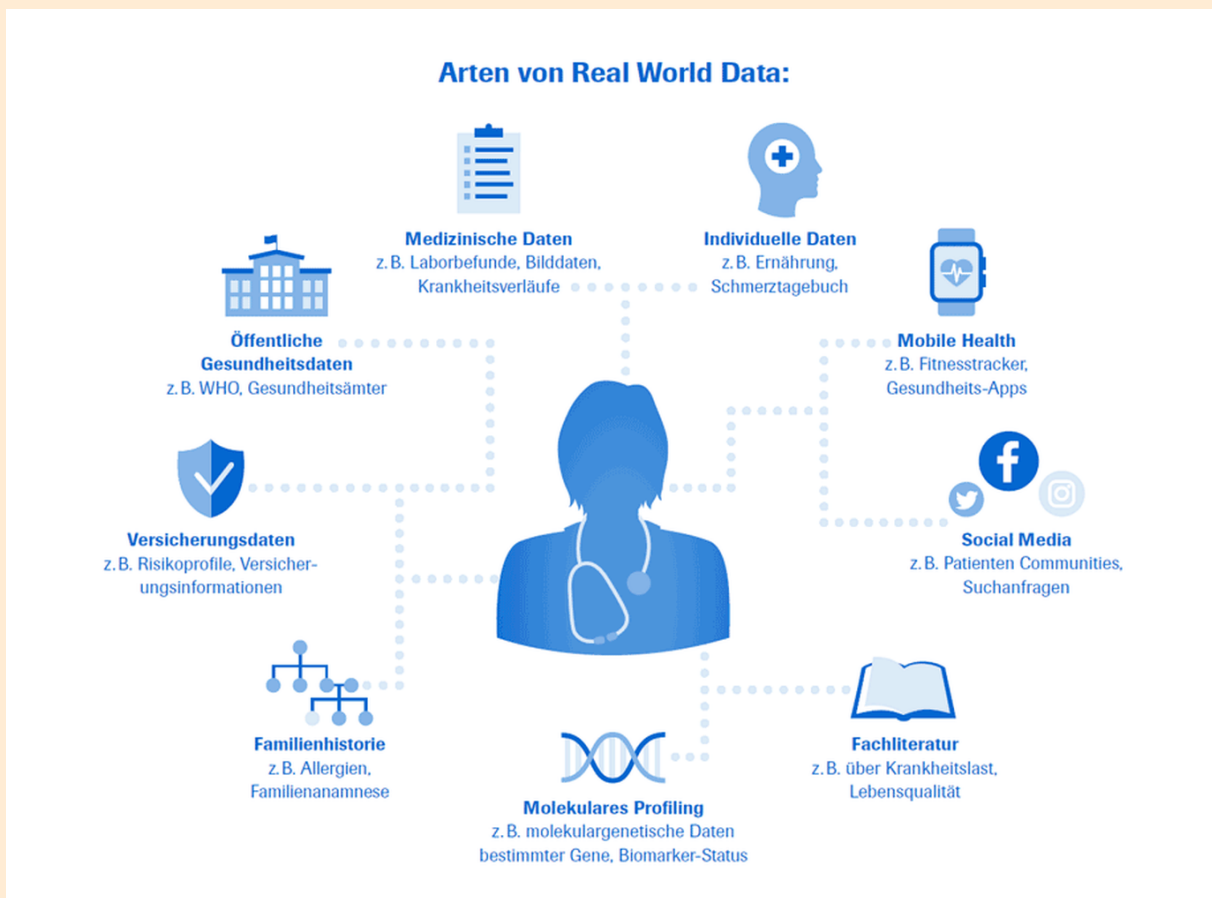 Arten von Real World Data:
Medizinische Daten
z. B. Laborbefunde, Bilddaten,
Krankheitsverläufe
Individuelle Daten
z. B. Ernährung,
Schmerztagebuch
Öffentliche
Gesundheitsdaten
z. B. WHO, Gesundheitsämter
Mobile Health
z. B. Fitnesstracker,
Gesundheits-Apps
Versicherungsdaten
z. B. Risikoprofile, Versicher-
ungsinformationen
Social Media
z. B. Patienten Communities,
Suchanfragen
Familienhistorie
z. B. Allergien,
Familienanamnese
Molekulares Profiling
z. B. molekulargenetische Daten
bestimmter Gene, Biomarker-Status
Fachliteratur
z. B. über Krankheitslast,
Lebensqualität